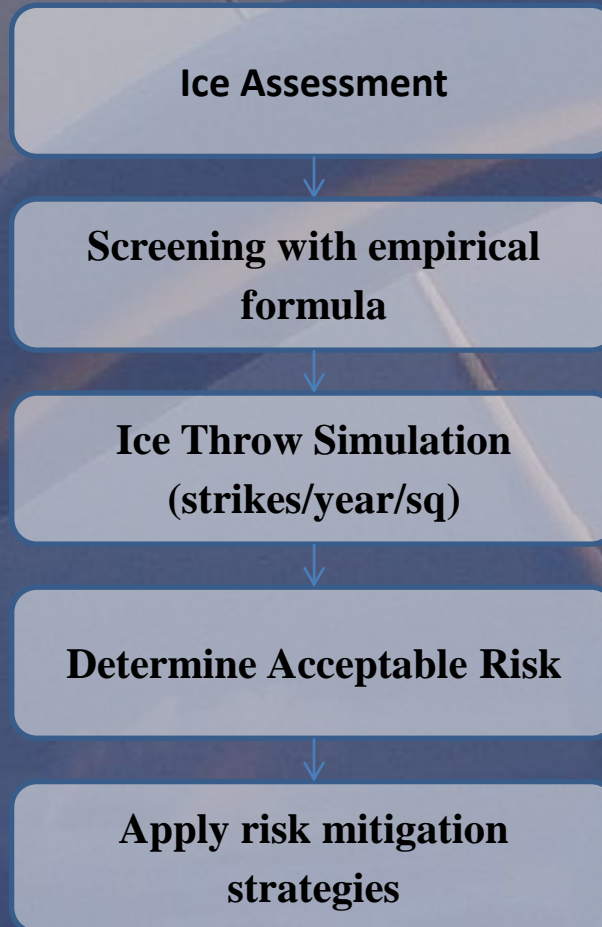 Ice Assessment
Screening with empirical
formula
Ice Throw Simulation
(strikes/year/sq)
Determine Acceptable Risk
Apply risk mitigation
strategies